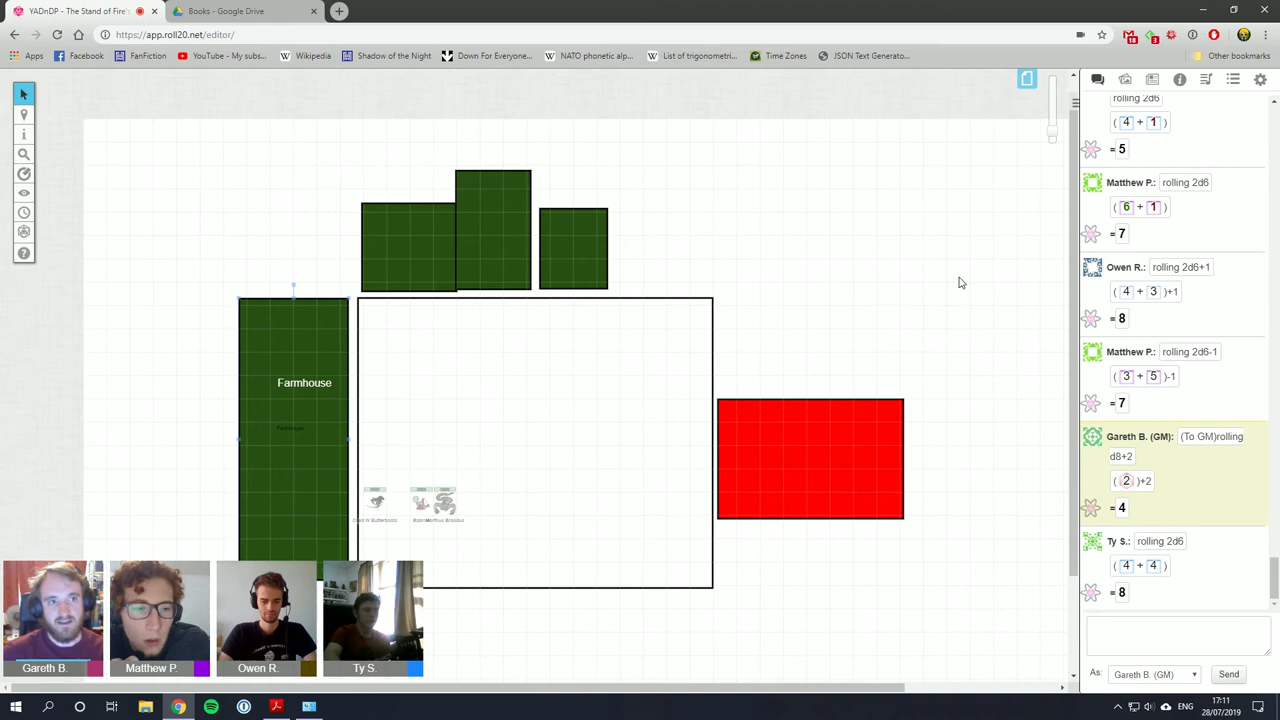 YADnD - The Stand of Fire's
Books - Google Drive
https://app.roll20.net/editor/
Apps
Facebook
FanFiction
YouTube - My subs...
Wikipedia
Shadow of the Night
Down For Everyone...
NATO phonetic alp...
List of trigonometri...
Time Zones
JSON Text Generato...
Other bookmarks
rolling 2d6
( 4 + 1 )
= 5
Matthew P.: rolling 2d6
( 6 + 1 )
= 7
Owen R.: rolling 2d6+1
( 4 + 3 )+1
= 8
Matthew P.: rolling 2d6-1
( 3 + 5 )-1
= 7
Gareth B. (GM): (To GM)rolling
d8+2
( 2 )+2
= 4
Ty S.: rolling 2d6
( 4 + 4 )
= 8
As: Gareth B. (GM)
Send
Farmhouse
Farmhouse
Gareth B.
Matthew P.
Owen R.
Ty S.
ENG
17:11
28/07/2019